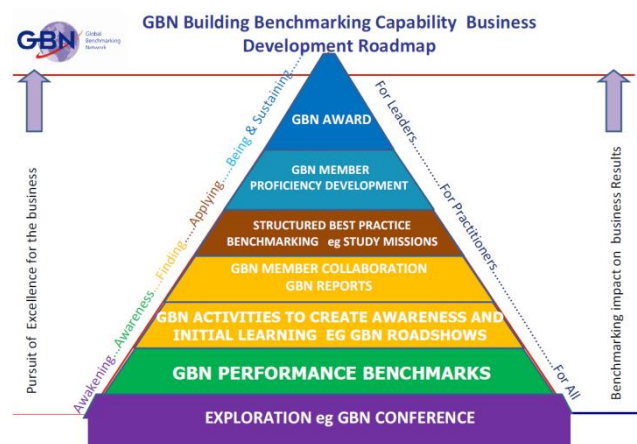 GBN Building Benchmarking Capability Business
Development Roadmap
GBN
Global
Benchmarking
Network
Pursuit of Excellence for the business
Awakening...Awareness....Finding.....Applying.....Being & Sustaining....
GBN AWARD
GBN MEMBER
PROFICIENCY DEVELOPMENT
STRUCTURED BEST PRACTICE
BENCHMARKING eg STUDY MISSIONS
GBN MEMBER COLLABORATION
GBN REPORTS
GBN ACTIVITIES TO CREATE AWARENESS AND
INITIAL LEARNING EG GBN ROADSHOWS
GBN PERFORMANCE BENCHMARKS
EXPLORATION eg GBN CONFERENCE
For Leaders.......For Practitioners.......For All
Benchmarking impact on business Results